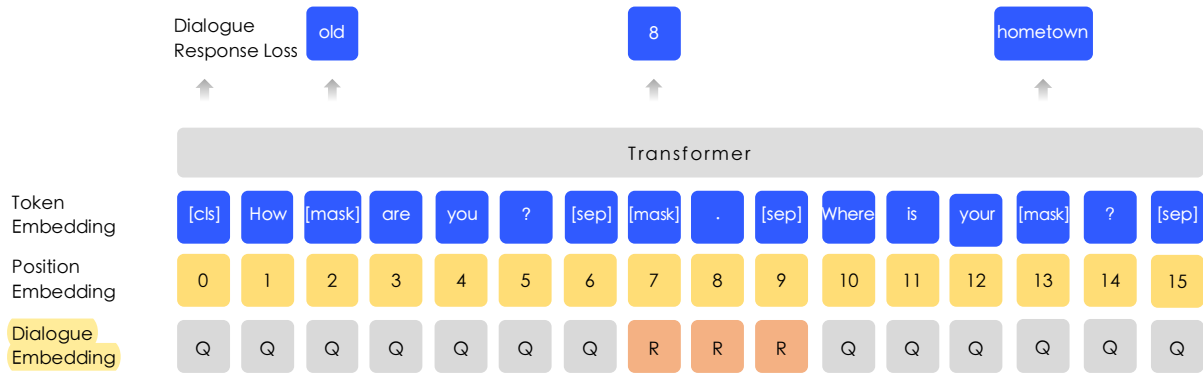 Dialogue
Response Loss
old 8 hometown
Transformer
Token
Embedding
[cls] How [mask] are you ? [sep] [mask] . [sep] Where is your [mask] ? [sep]
Position
Embedding
0 1 2 3 4 5 6 7 8 9 10 11 12 13 14 15
Dialogue
Embedding
Q Q Q Q Q Q Q R R R Q Q Q Q Q Q